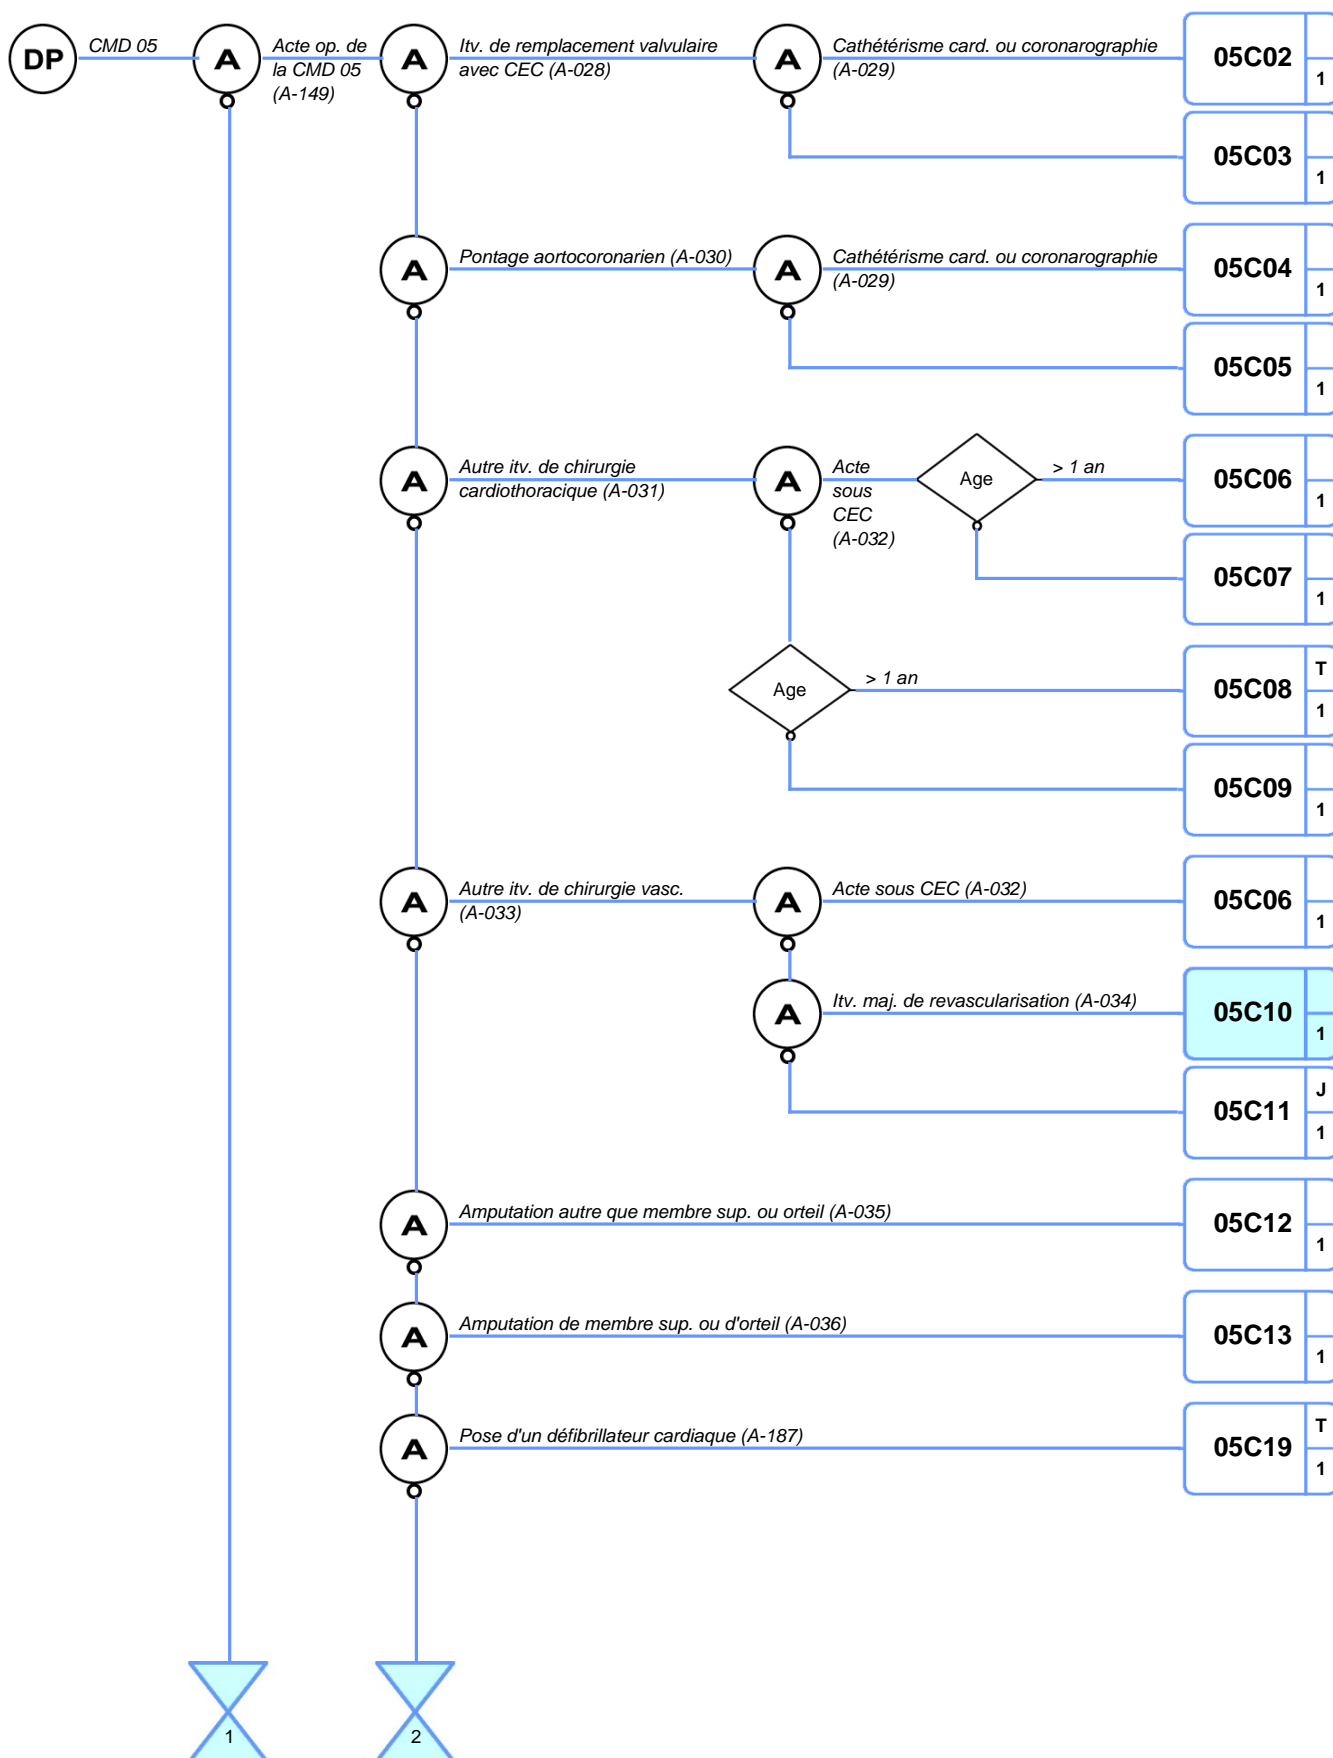 DP
CMD 05
A
Acte op. de
la CMD 05
(A-149)
A
Itv. de remplacement valvulaire
avec CEC (A-028)
A
Cathétérisme card. ou coronarographie
(A-029)
05C02
1
05C03
1
A
Pontage aortocoronarien (A-030)
A
Cathétérisme card. ou coronarographie
(A-029)
05C04
1
05C05
1
A
Autre itv. de chirurgie
cardiothoracique (A-031)
A
Acte
sous
CEC
(A-032)
Age
> 1 an
05C06
1
05C07
1
Age
> 1 an
05C08
T
1
05C09
1
A
Autre itv. de chirurgie vasc.
(A-033)
A
Acte sous CEC (A-032)
05C06
1
A
Itv. maj. de revascularisation (A-034)
05C10
1
05C11
J
1
A
Amputation autre que membre sup. ou orteil (A-035)
05C12
1
A
Amputation de membre sup. ou d'orteil (A-036)
05C13
1
A
Pose d'un défibrillateur cardiaque (A-187)
05C19
T
1
1
2